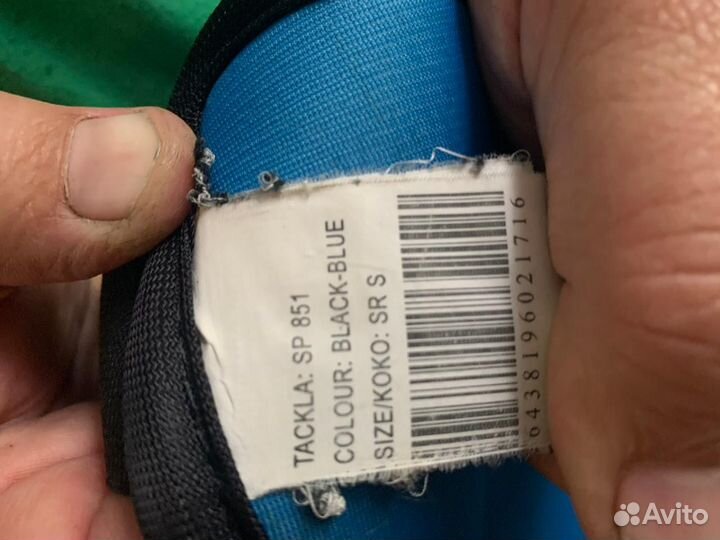 TACKLA: SP 851
COLOUR: BLACK-BLUE
SIZE/KOKO: SR S
6438196021716
Avito